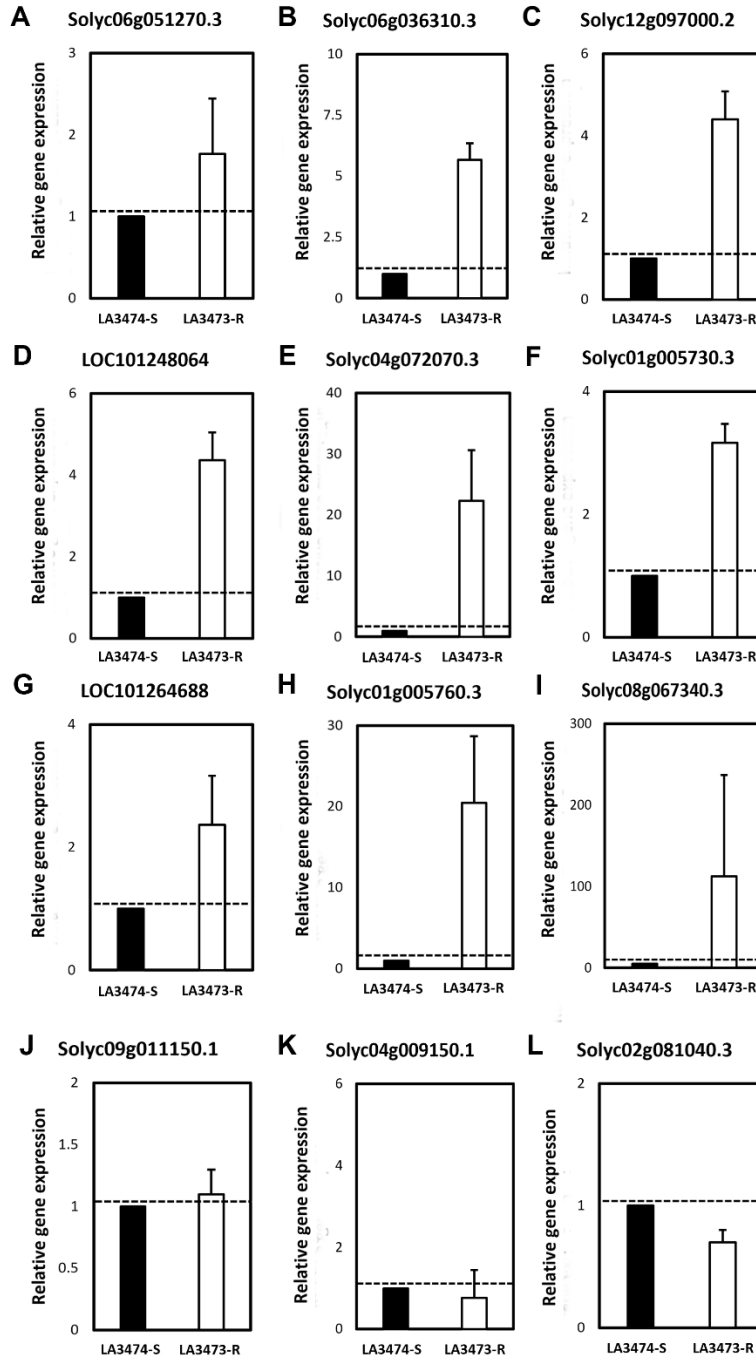 A Solyc06g051270.3
Relative gene expression
3
2
1
0
LA3474-S LA3473-R
B Solyc06g036310.3
Relative gene expression
10
7.5
5
2.5
0
LA3474-S LA3473-R
C Solyc12g097000.2
Relative gene expression
6
4
2
0
LA3474-S LA3473-R
D LOC101248064
Relative gene expression
6
4
2
0
LA3474-S LA3473-R
E Solyc04g072070.3
Relative gene expression
40
30
20
10
0
LA3474-S LA3473-R
F Solyc01g005730.3
Relative gene expression
4
2
0
LA3474-S LA3473-R
G LOC101264688
Relative gene expression
4
2
0
LA3474-S LA3473-R
H Solyc01g005760.3
Relative gene expression
30
20
10
0
LA3474-S LA3473-R
I Solyc08g067340.3
Relative gene expression
300
200
100
0
LA3474-S LA3473-R
J Solyc09g011150.1
Relative gene expression
2
1.5
1
0.5
0
LA3474-S LA3473-R
K Solyc04g009150.1
Relative gene expression
6
4
2
0
LA3474-S LA3473-R
L Solyc02g081040.3
Relative gene expression
2
1
0
LA3474-S LA3473-R